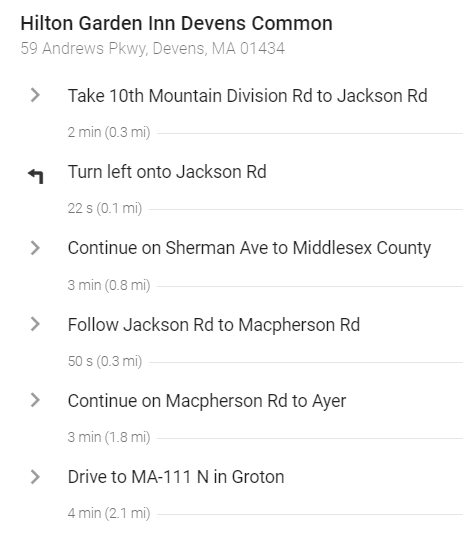 Hilton Garden Inn Devens Common
59 Andrews Pkwy, Devens, MA 01434
Take 10th Mountain Division Rd to Jackson Rd
2 min (0.3 mi)
Turn left onto Jackson Rd
22 s (0.1 mi)
Continue on Sherman Ave to Middlesex County
3 min (0.8 mi)
Follow Jackson Rd to Macpherson Rd
50 s (0.3 mi)
Continue on Macpherson Rd to Ayer
3 min (1.8 mi)
Drive to MA-111 N in Groton
4 min (2.1 mi)